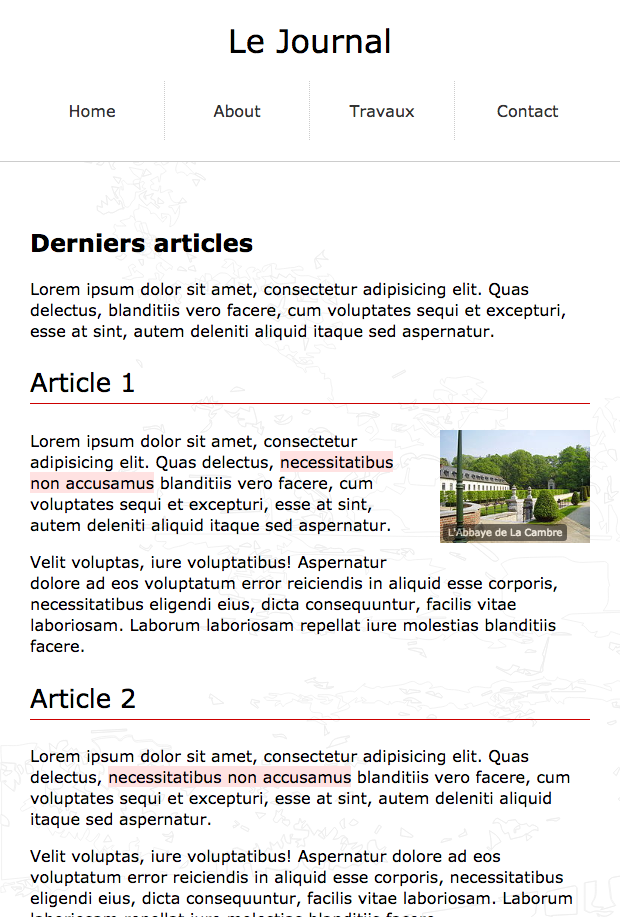 Le Journal
Home About Travaux Contact
Derniers articles
Lorem ipsum dolor sit amet, consectetur adipisicing elit. Quas
delectus, blanditiis vero facere, cum voluptates sequi et excepturi,
esse at sint, autem deleniti aliquid itaque sed aspernatur.
Article 1
Lorem ipsum dolor sit amet, consectetur
adipisicing elit. Quas delectus, necessitatibus
non accusamus blanditiis vero facere, cum
voluptates sequi et excepturi, esse at sint,
autem deleniti aliquid itaque sed aspernatur.
L'Abbaye de La Cambre
Velit voluptas, iure voluptatibus! Aspernatur
dolore ad eos voluptatum error reiciendis in aliquid esse corporis,
necessitatibus eligendi eius, dicta consequuntur, facilis vitae
laboriosam. Laborum laboriosam repellat iure molestias blanditiis
facere.
Article 2
Lorem ipsum dolor sit amet, consectetur adipisicing elit. Quas
delectus, necessitatibus non accusamus blanditiis vero facere, cum
voluptates sequi et excepturi, esse at sint, autem deleniti aliquid
itaque sed aspernatur.
Velit voluptas, iure voluptatibus! Aspernatur dolore ad eos
voluptatum error reiciendis in aliquid esse corporis, necessitatibus
eligendi eius, dicta consequuntur, facilis vitae laboriosam. Laborum
laboriosam repellat iure molestias blanditiis facere.